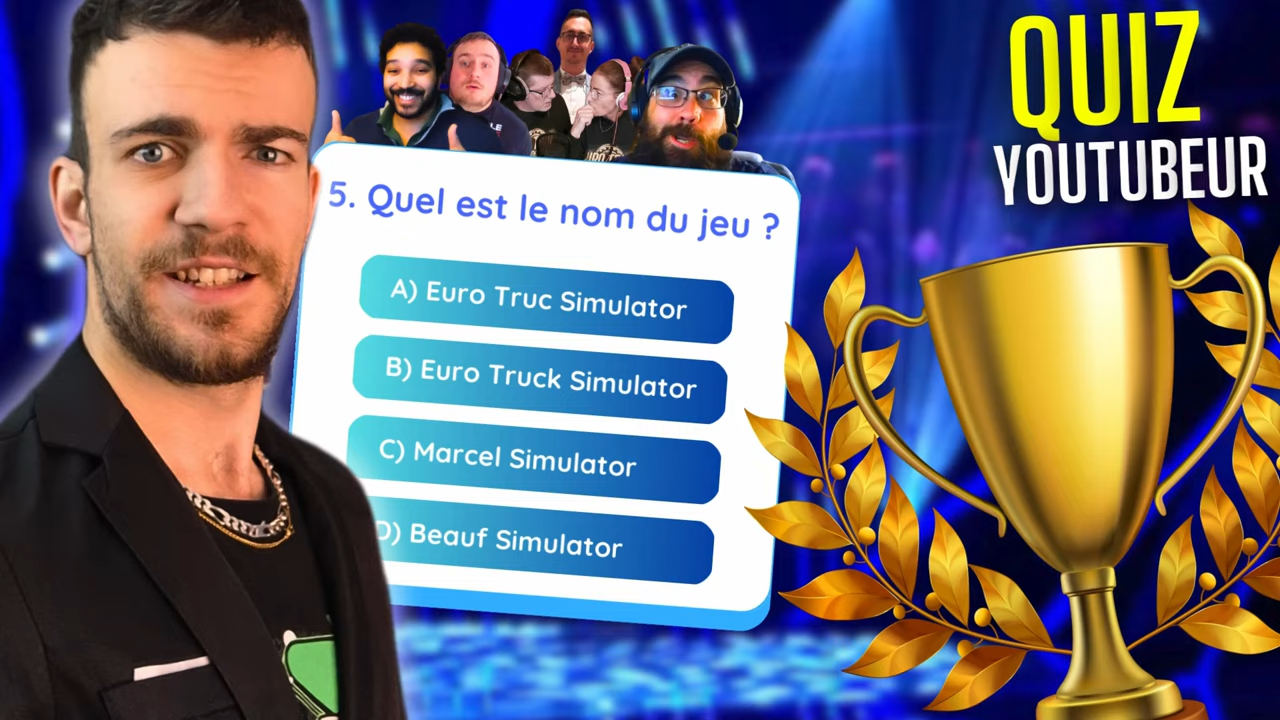 QUIZ
YOUTUBEUR
5. Quel est le nom du jeu ?
A) Euro Truc Simulator
B) Euro Truck Simulator
C) Marcel Simulator
D) Beauf Simulator